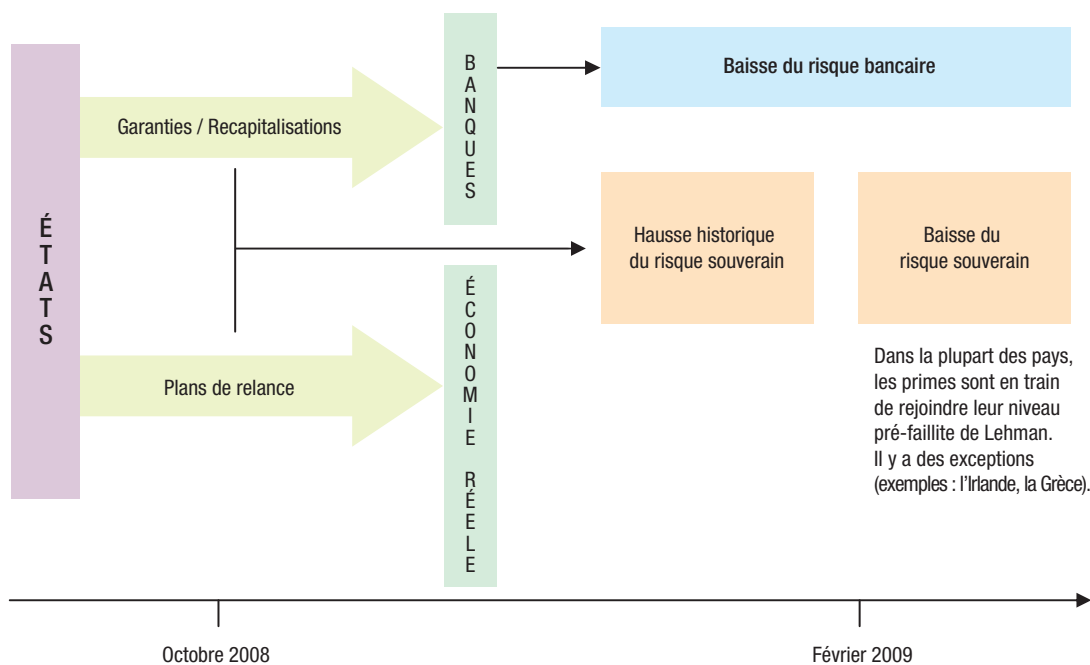 ÉTATS
Garanties / Recapitalisations
Plans de relance
BANQUES
ÉCONOMIE RÉELE
Baisse du risque bancaire
Hausse historique
du risque souverain
Baisse du
risque souverain
Dans la plupart des pays,
les primes sont en train
de rejoindre leur niveau
pré-faillite de Lehman.
Il y a des exceptions
(exemples : l'Irlande, la Grèce).
Octobre 2008
Février 2009